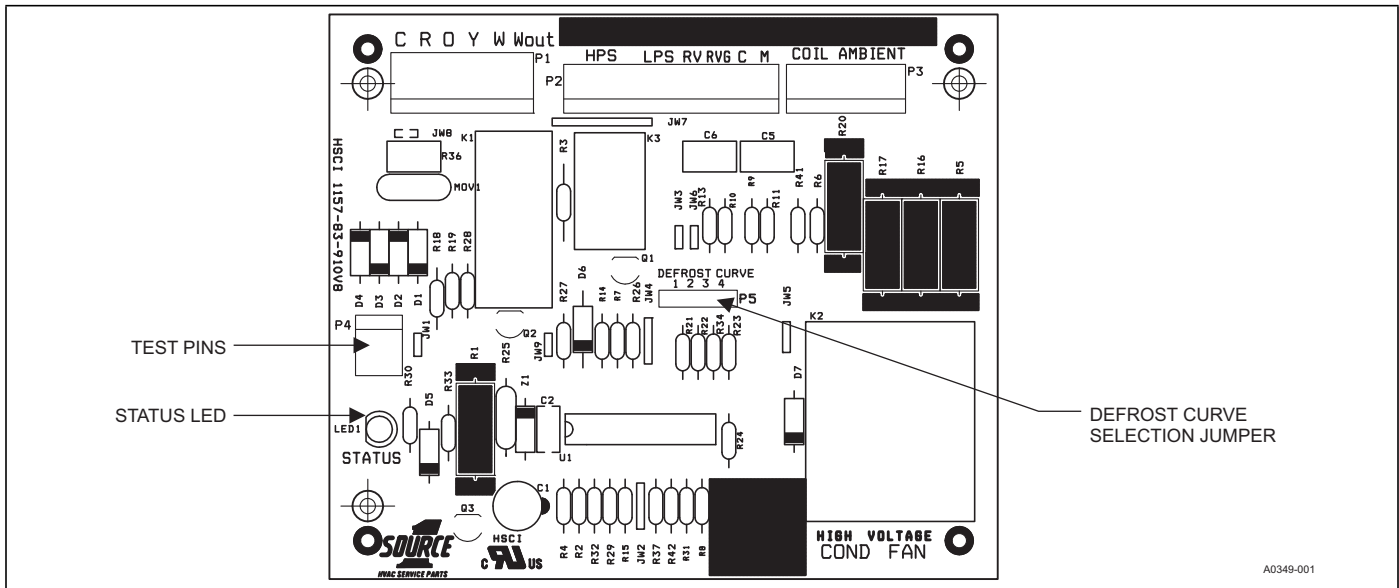 C R O Y W Wout
HPS LPS RV RVG C M
COIL AMBIENT
P1
P2
P3
JW8
R36
MOV1
K1
JW7
R3
K3
C6
C5
R20
R17
R16
R5
HSCI 1157-83-910VB
JW3
JW6
R13
R10
R9
R11
R41
R6
R18
R19
R28
Q1
D4
D3
D2
D1
DEFROST CURVE
1 2 3 4
P5
D6
R27
R14
R7
R26
JW4
JW5
K2
P4
JW1
Q2
JW9
R21
R22
R34
R23
TEST PINS
R30
R1
R25
D7
R33
D5
Z1
C2
STATUS LED
LED1
STATUS
DEFROST CURVE
SELECTION JUMPER
U1
R24
C1
Q3
HSCI
C UR US
R4
R2
R32
R29
R15
JW2
R37
R42
R31
R8
SOURCE 1
HVAC SERVICE PARTS
HIGH VOLTAGE
COND FAN
A0349-001